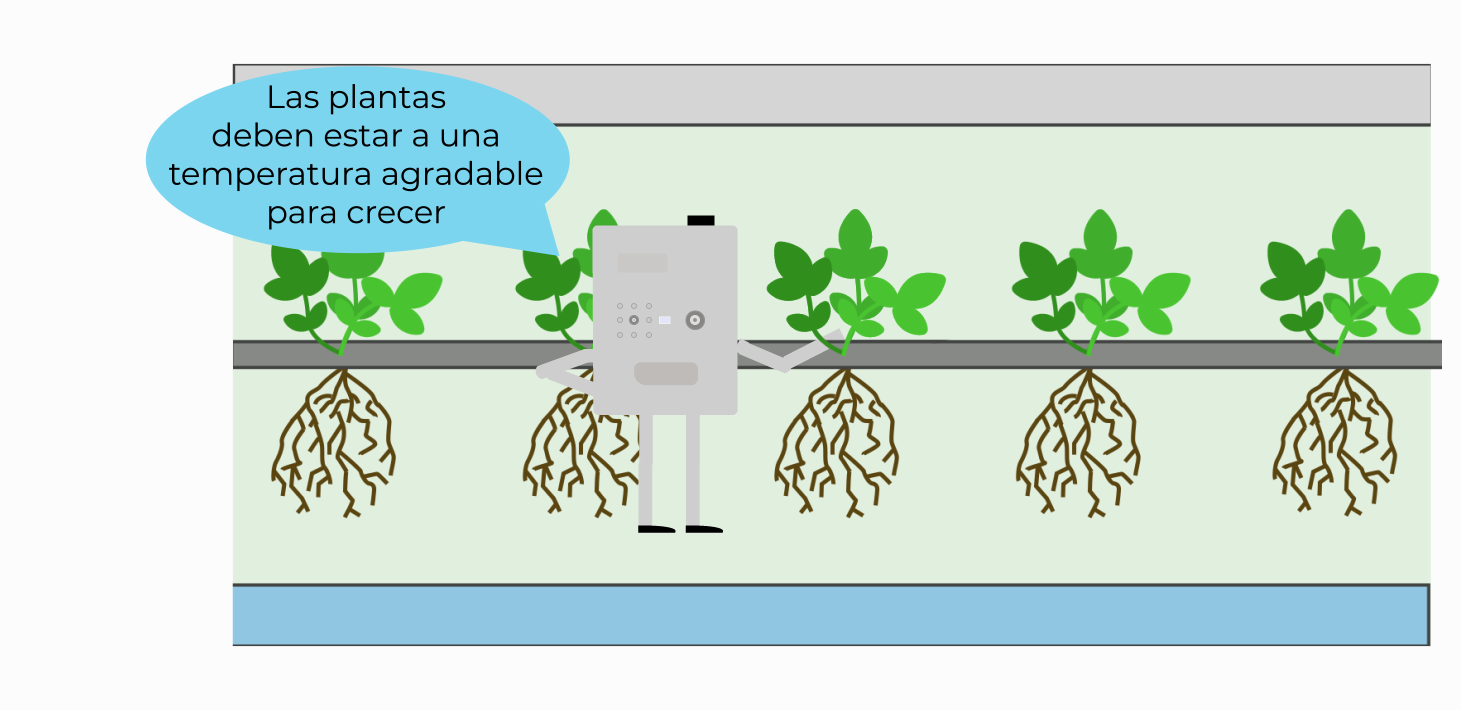 Las plantas
deben estar a una
temperatura agradable
para crecer